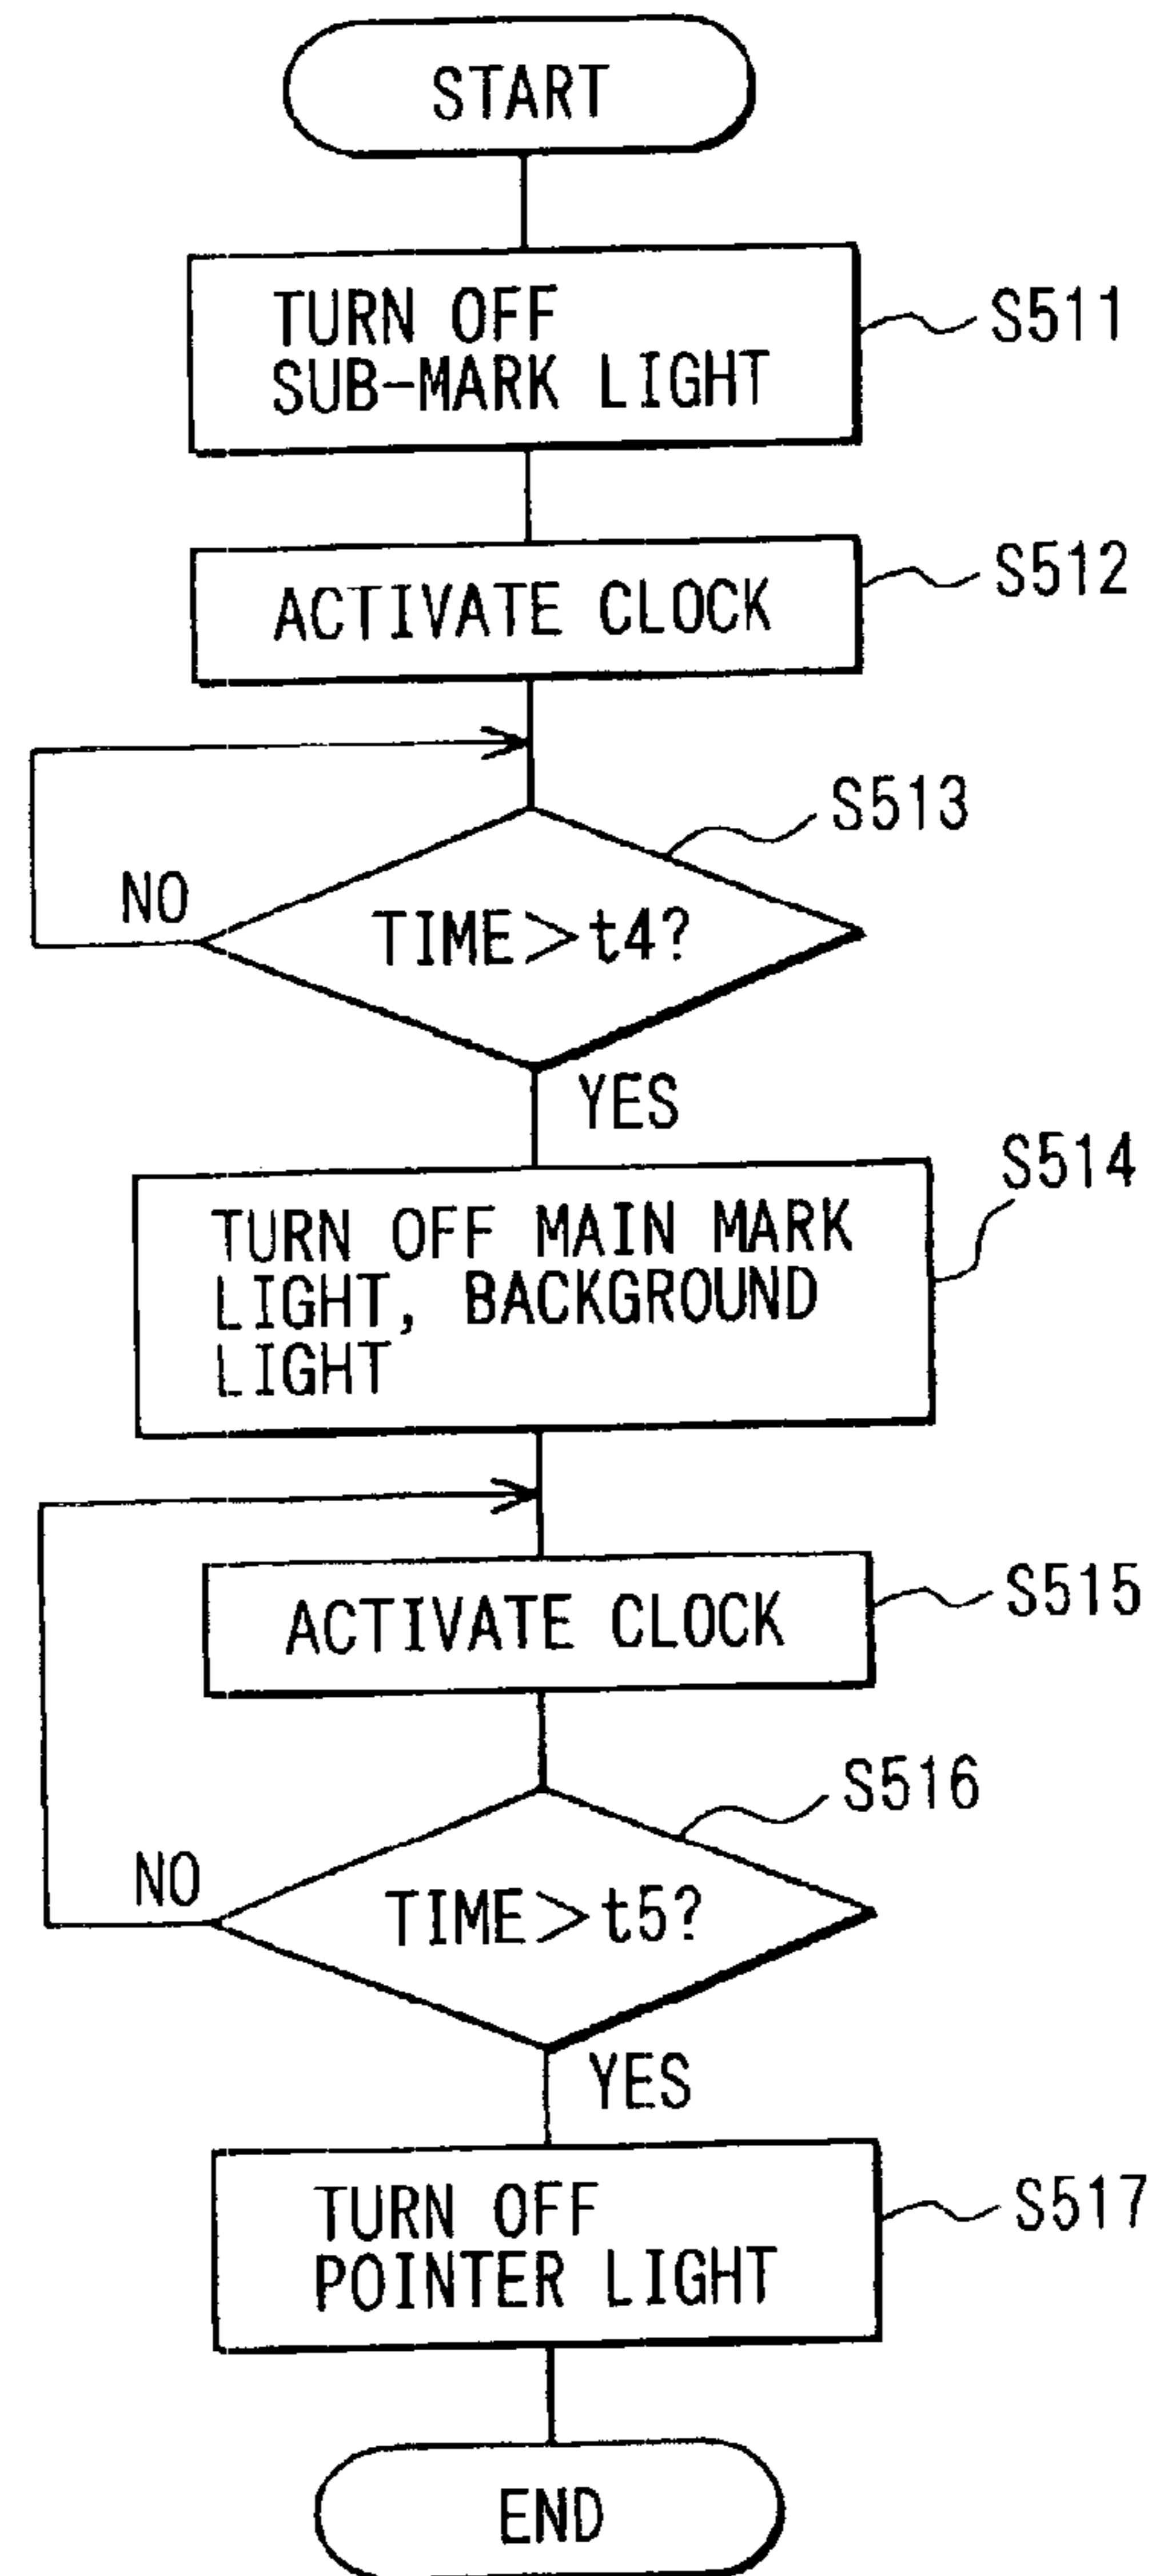 START
TURN OFF
SUB-MARK LIGHT
S511
ACTIVATE CLOCK
S512
S513
NO
TIME>t4?
YES
S514
TURN OFF MAIN MARK
LIGHT, BACKGROUND
LIGHT
ACTIVATE CLOCK
S515
S516
NO
TIME>t5?
YES
TURN OFF
POINTER LIGHT
S517
END